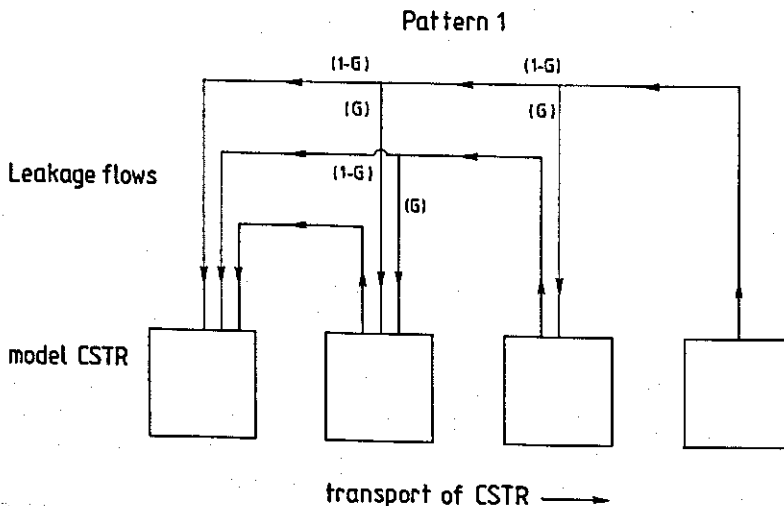 Pattern 1
(1-G) (1-G)
(G) (G)
Leakage flows
(1-G)
(G)
model CSTR
transport of CSTR